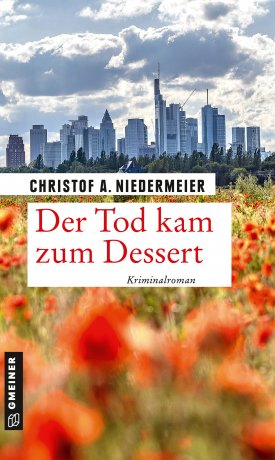 CHRISTOF A. NIEDERMEIER
Der Tod kam
zum Dessert
Kriminalroman
GMEINER